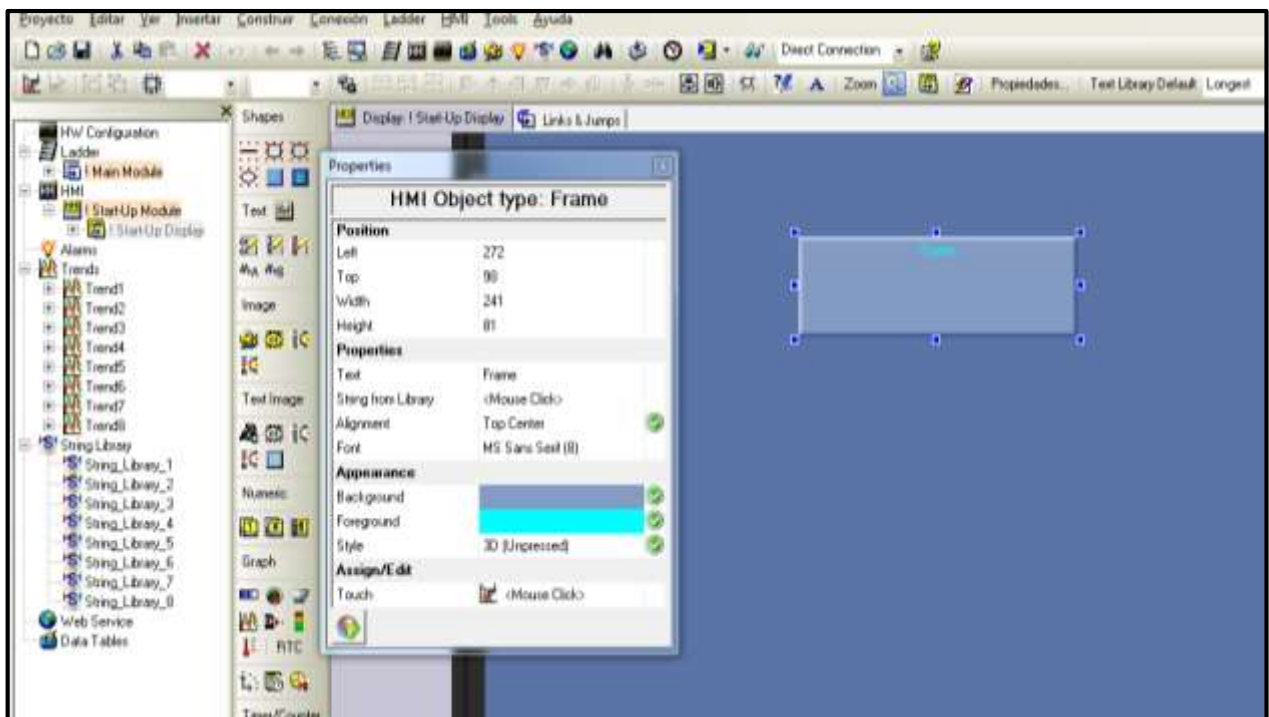 Proyecto Editar Ver Insertar Construir Conexión Ladder HMI Tools Ayuda
Direct Connection
Zoom Propiedades... Text Library Default Longest
HW Configuration
Ladder
! Main Module
HMI
! Start-Up Module
! Start-Up Display
Alarms
Trends
Trend1
Trend2
Trend3
Trend4
Trend5
Trend6
Trend7
Trend8
String Library
String_Library_1
String_Library_2
String_Library_3
String_Library_4
String_Library_5
String_Library_6
String_Library_7
String_Library_8
Web Service
Data Tables
Shapes
Text
Image
Text Image
Numeric
Graph
RTC
Timer/Counter
Display: ! Start-Up Display Links & Jumps
Properties
HMI Object type: Frame
Position
Left 272
Top 98
Width 241
Height 81
Properties
Text Frame
String from Library <Mouse Click>
Alignment Top Center
Font MS Sans Serif (8)
Appearance
Background
Foreground
Style 3D (Unpressed)
Assign/Edit
Touch <Mouse Click>
Frame